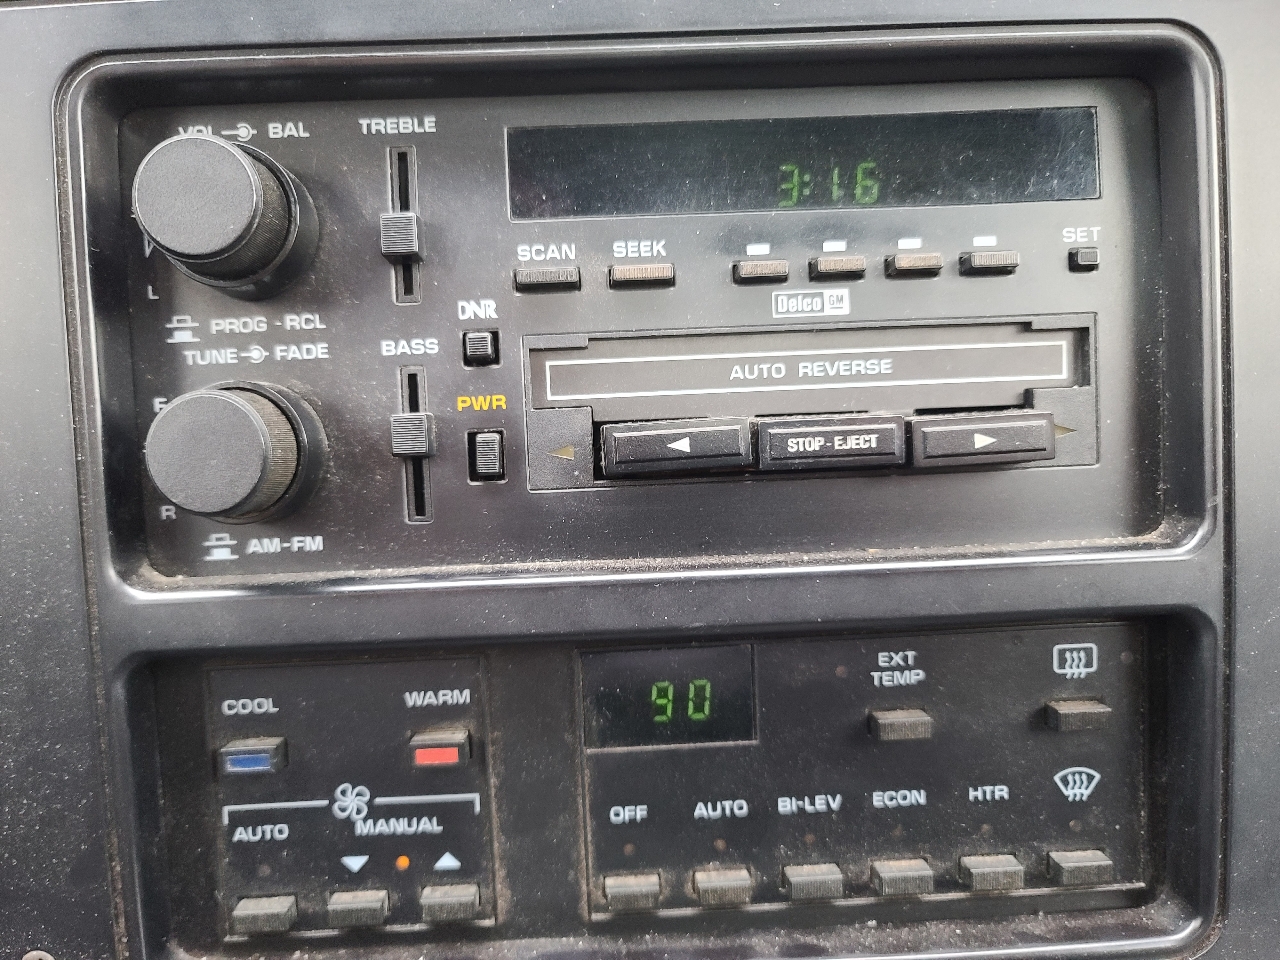 VOL BAL
TREBLE
3:16
SCAN
SEEK
SET
L
DNR
Delco GM
PROG - RCL
TUNE FADE
BASS
AUTO REVERSE
PWR
STOP - EJECT
R
AM-FM
EXT
TEMP
COOL
WARM
90
OFF
AUTO
BI-LEV
ECON
HTR
AUTO
MANUAL